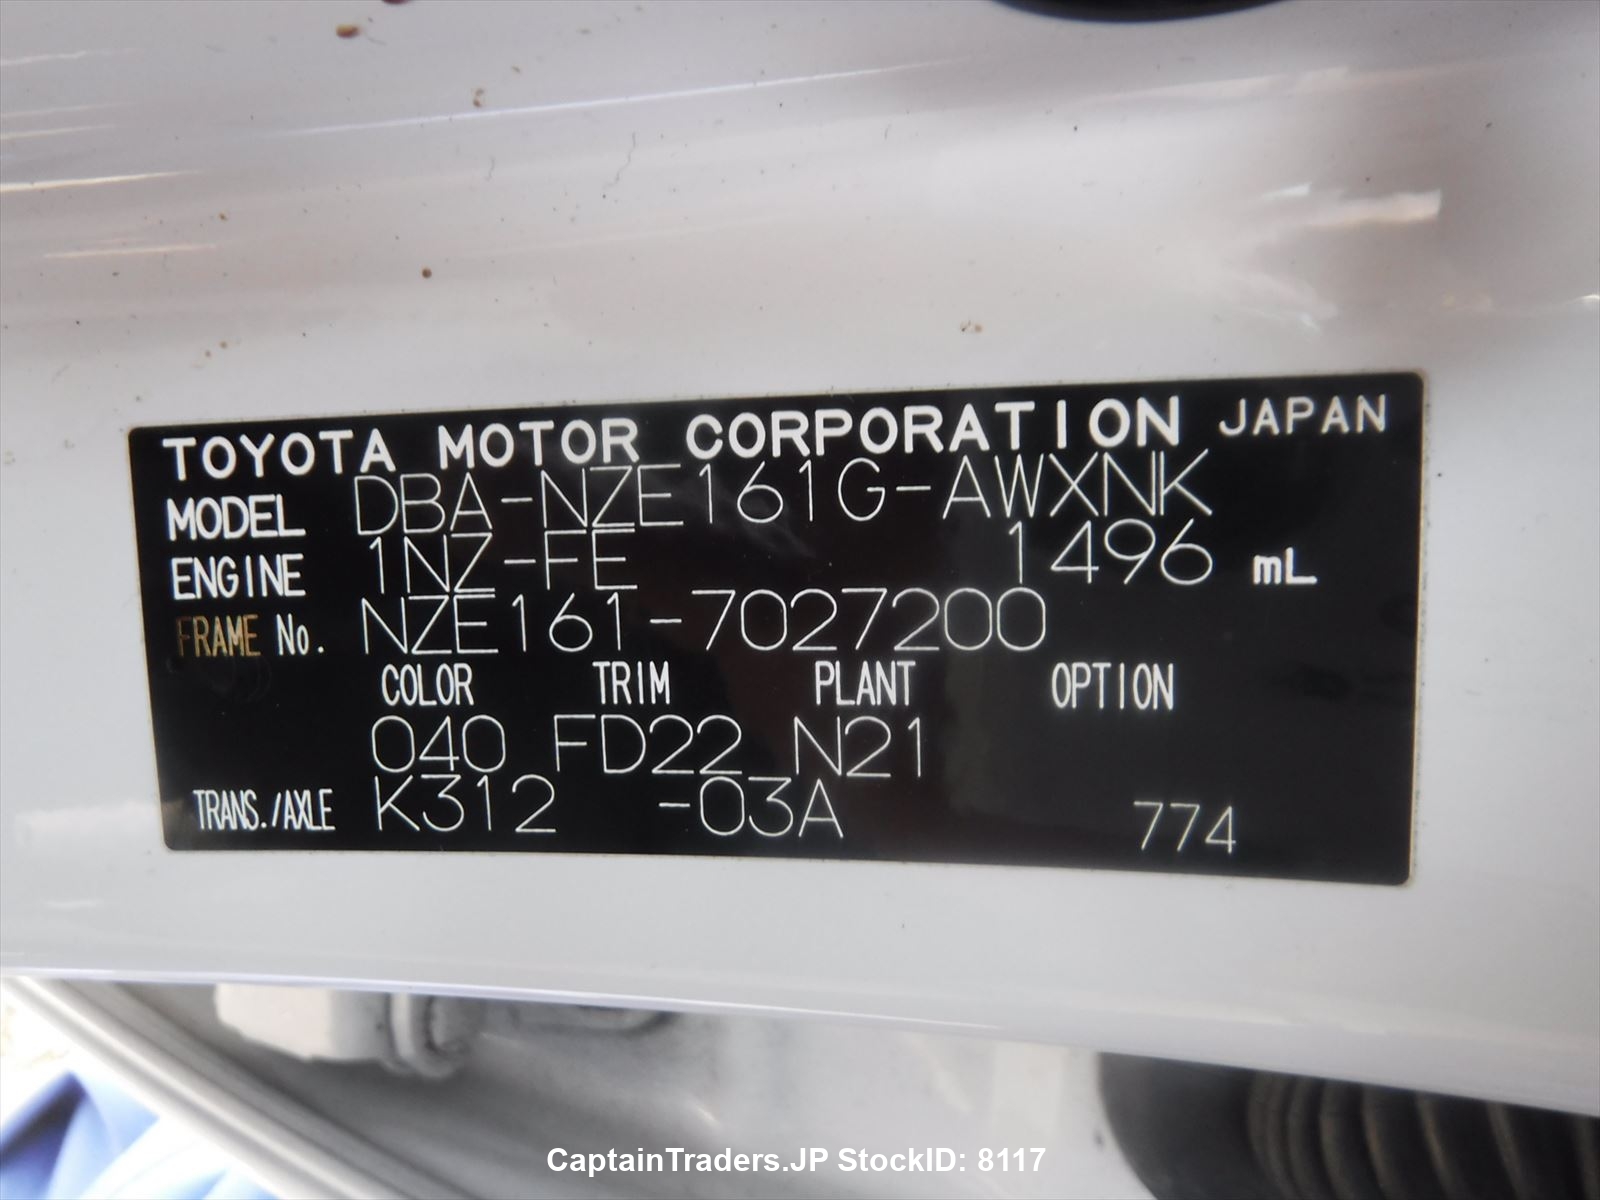 TOYOTA MOTOR CORPORATION JAPAN
MODEL DBA-NZE161G-AWXNK
ENGINE 1NZ-FE 1496 mL
FRAME No. NZE161-7027200
COLOR TRIM PLANT OPTION
040 FD22 N21
TRANS./AXLE K312 -03A 774
CaptainTraders.JP StockID: 8117